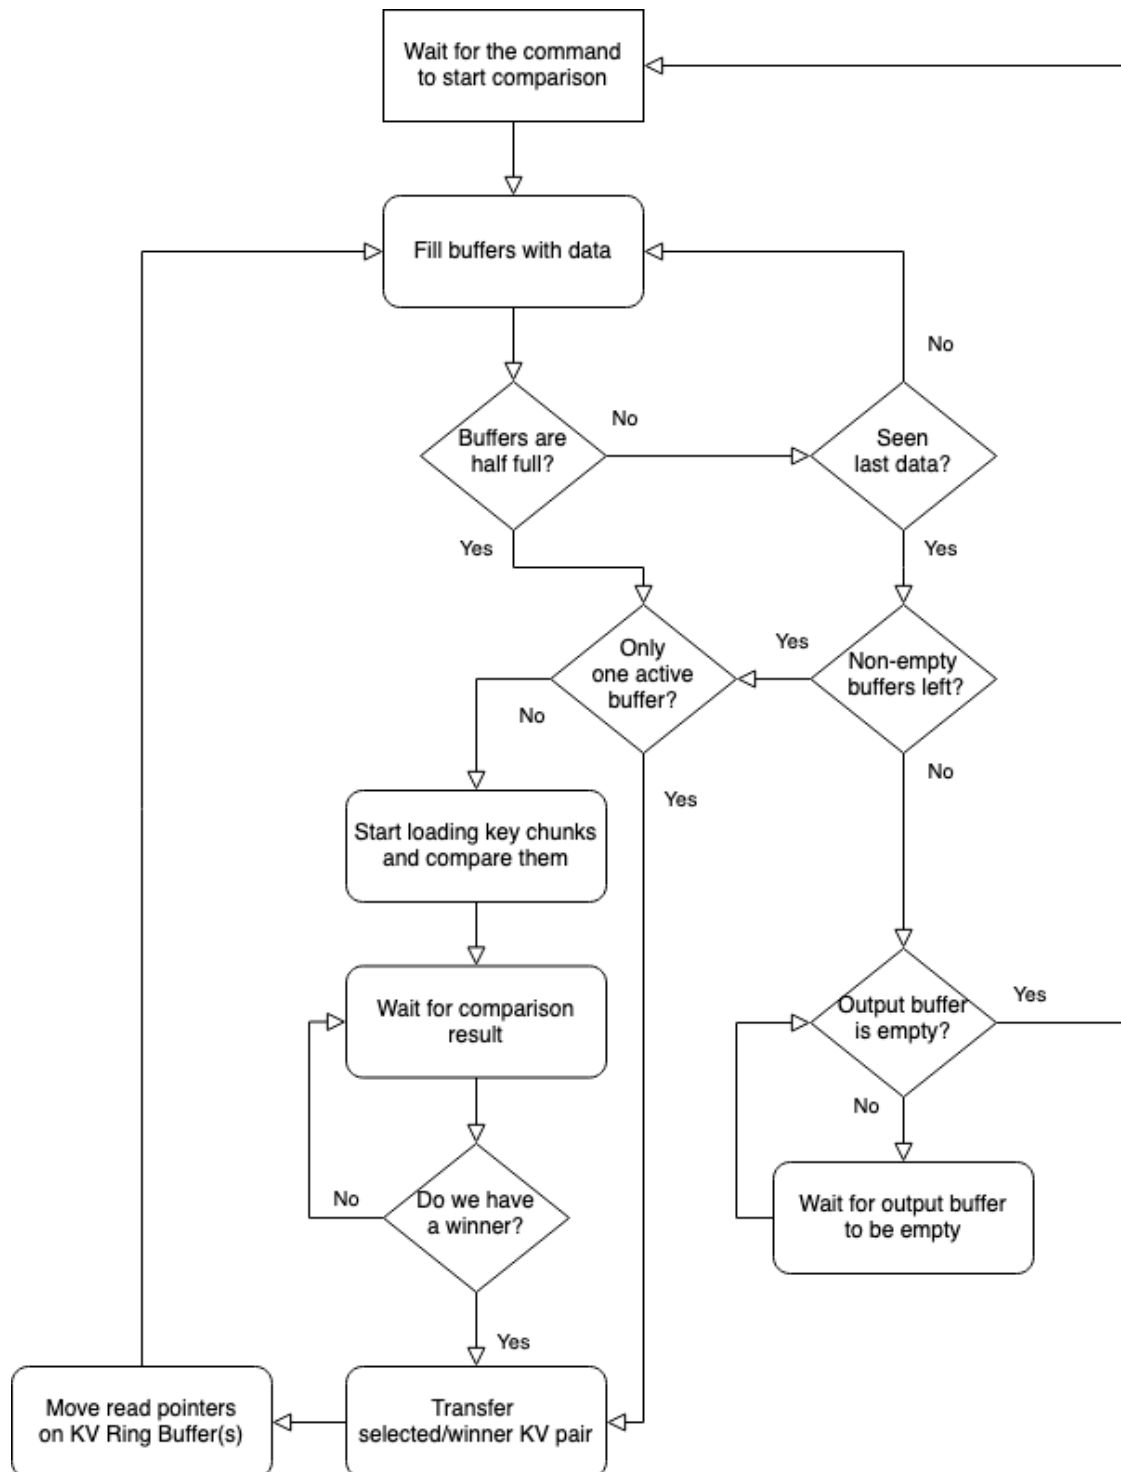 Wait for the command
to start comparison
Fill buffers with data
No
Buffers are
half full?
No
Seen
last data?
Yes
Yes
Only
one active
buffer?
Yes
Non-empty
buffers left?
No
No
Yes
Start loading key chunks
and compare them
Wait for comparison
result
Output buffer
is empty?
Yes
No
Do we have
a winner?
No
Wait for output buffer
to be empty
Yes
Move read pointers
on KV Ring Buffer(s)
Transfer
selected/winner KV pair